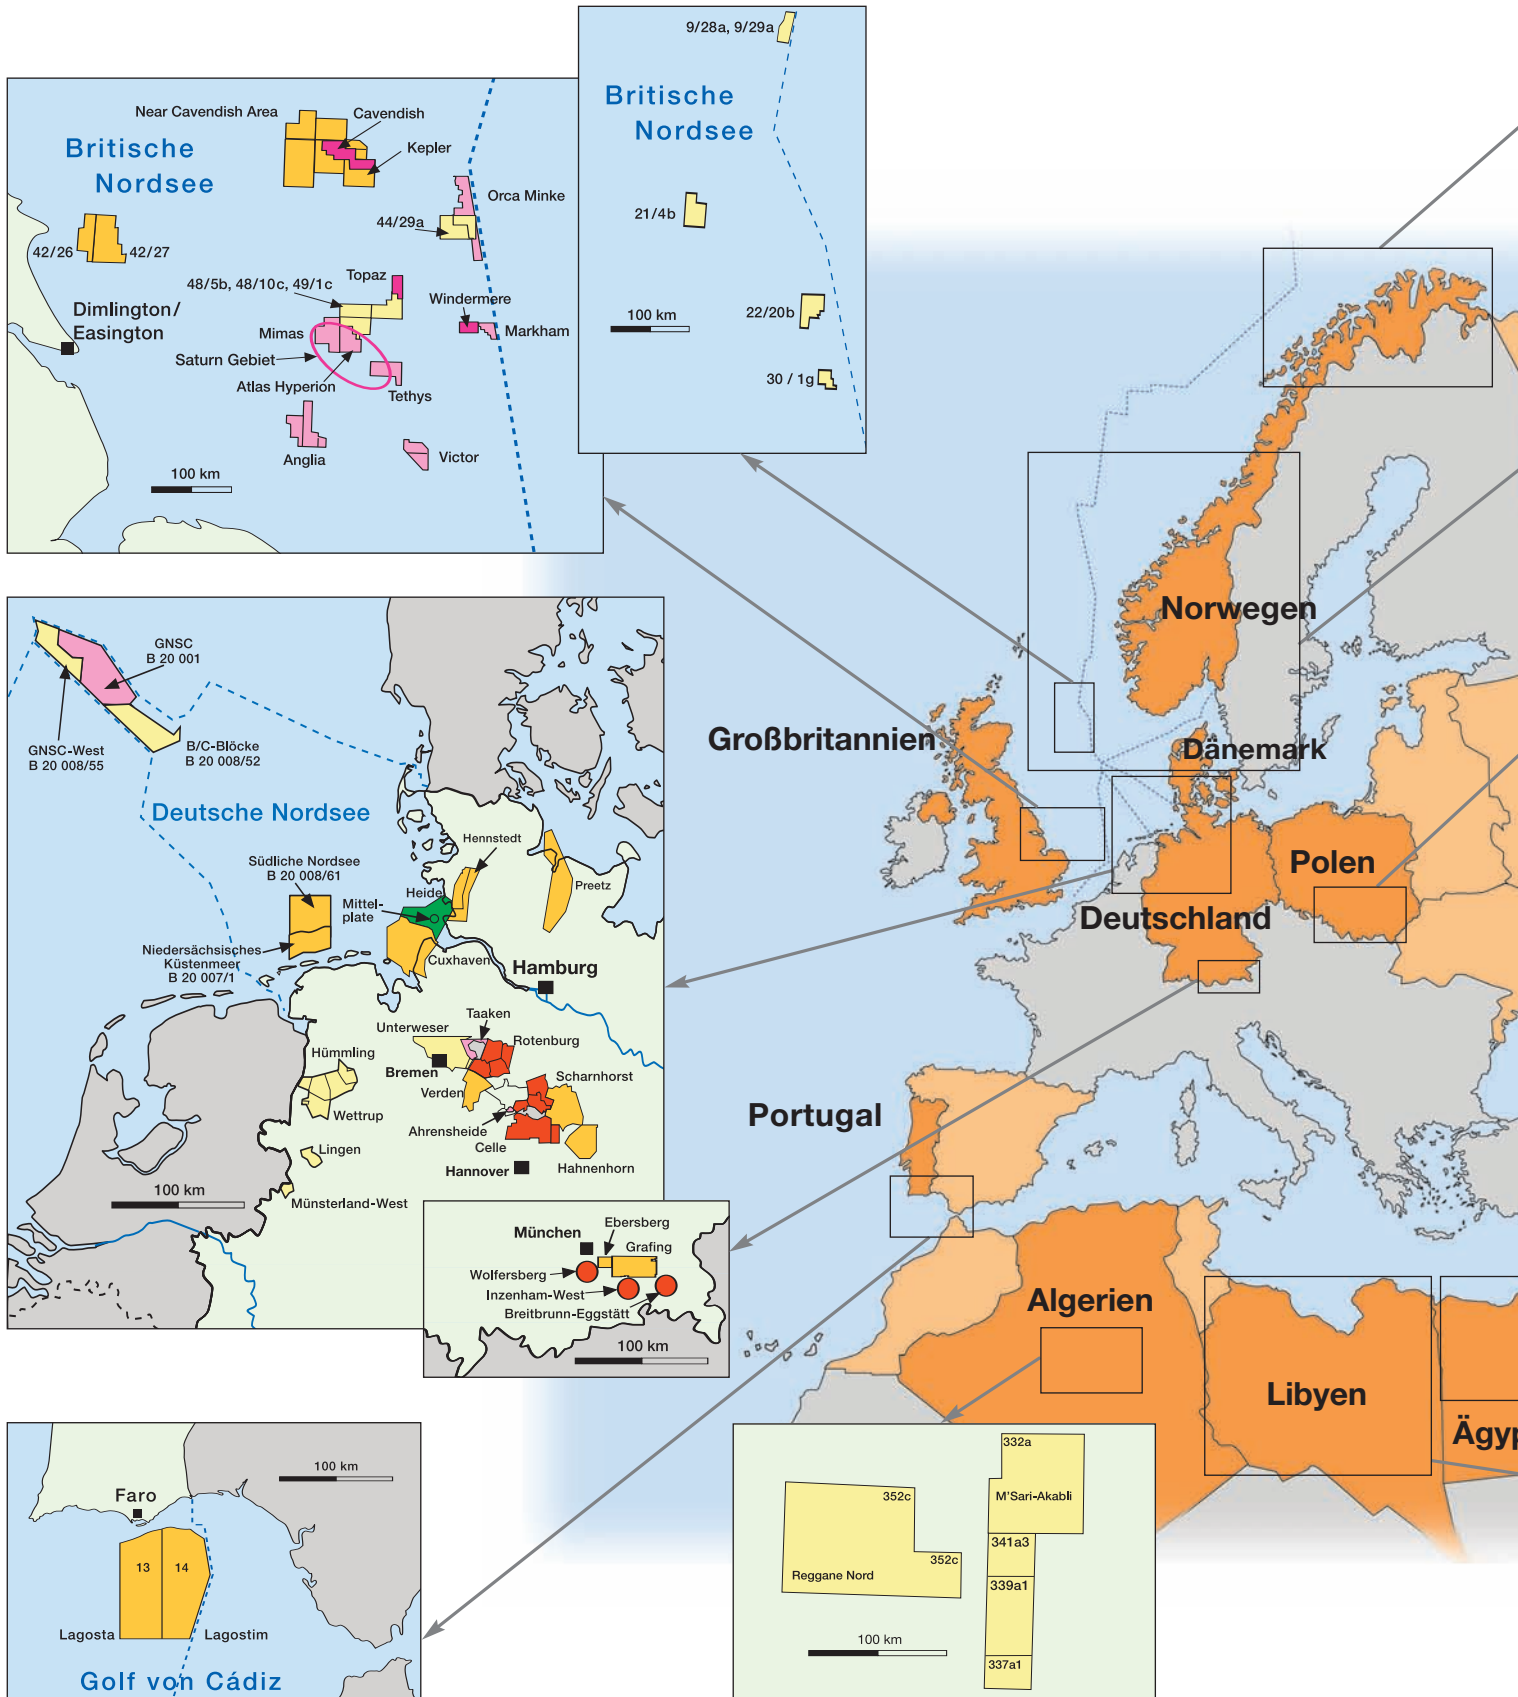 9/28a, 9/29a
Britische
Nordsee
21/4b
100 km
22/20b
30 / 1g
Near Cavendish Area
Cavendish
Kepler
Britische
Nordsee
Orca Minke
44/29a
42/26
42/27
Topaz
48/5b, 48/10c, 49/1c
Windermere
Dimlington/
Easington
Mimas
Markham
Saturn Gebiet
Atlas Hyperion
Tethys
Anglia
Victor
100 km
GNSC
B 20 001
GNSC-West
B 20 008/55
B/C-Blöcke
B 20 008/52
Deutsche Nordsee
Hennstedt
Südliche Nordsee
B 20 008/61
Preetz
Heide
Mittel-
plate
Niedersächsisches
Küstenmeer
B 20 007/1
Cuxhaven
Hamburg
Taaken
Unterweser
Rotenburg
Hümmling
Bremen
Scharnhorst
Verden
Wettrup
Ahrensheide
Celle
Lingen
Hannover
Hahnenhorn
100 km
Münsterland-West
München
Ebersberg
Grafing
Wolfersberg
Inzenham-West
Breitbrunn-Eggstätt
100 km
Norwegen
Großbritannien
Dänemark
Polen
Deutschland
Portugal
Algerien
Libyen
Ägyp
100 km
Faro
13
14
Lagosta
Lagostim
Golf von Cádiz
332a
352c
M'Sari-Akabli
341a3
352c
Reggane Nord
339a1
100 km
337a1